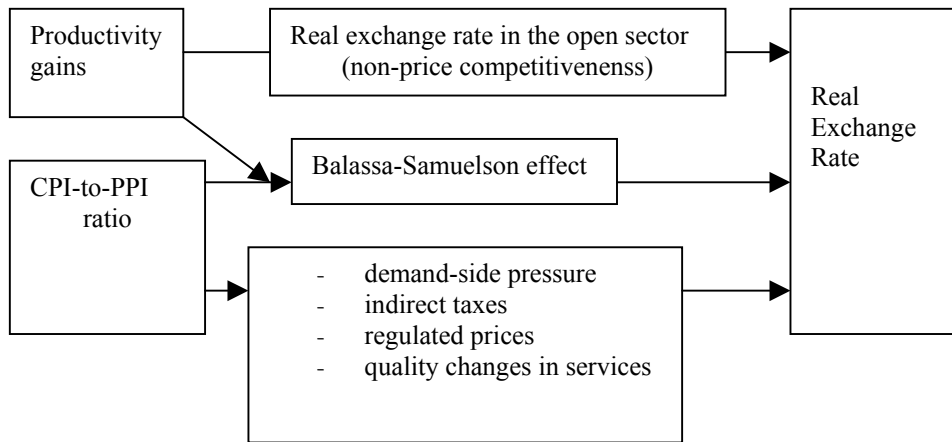 Productivity
gains
Real exchange rate in the open sector
(non-price competitivenenss)
Real
Exchange
Rate
Balassa-Samuelson effect
CPI-to-PPI
ratio
- demand-side pressure
- indirect taxes
- regulated prices
- quality changes in services